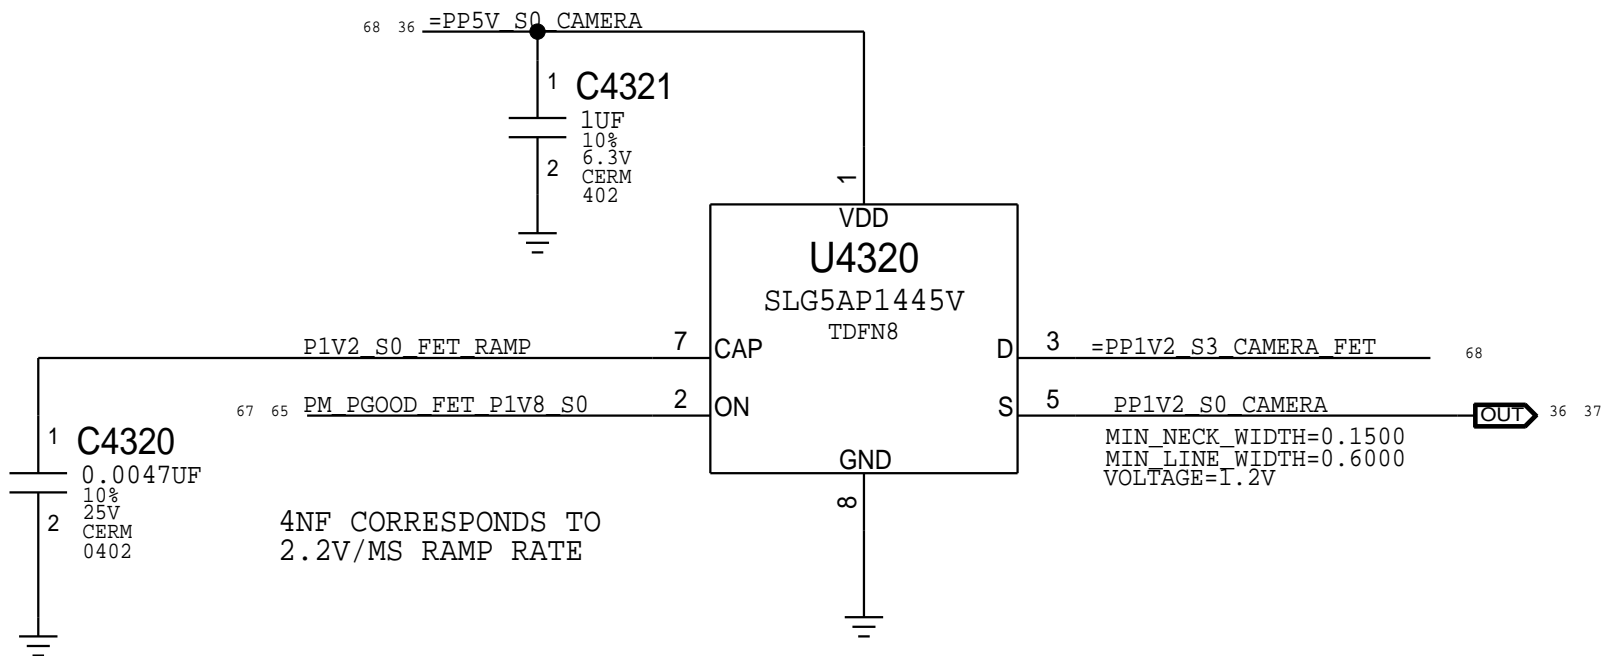 68 36 =PP5V_S0_CAMERA
1 C4321
1UF
10%
6.3V
2
CERM
402
1
VDD
U4320
SLG5AP1445V
TDFN8
P1V2_S0_FET_RAMP 7 CAP
D 3 =PP1V2_S3_CAMERA_FET 68
67 65 PM_PGOOD_FET_P1V8_S0 2 ON
S 5 PP1V2_S0_CAMERA OUT 36 37
MIN_NECK_WIDTH=0.1500
MIN_LINE_WIDTH=0.6000
VOLTAGE=1.2V
GND
8
1 C4320
0.0047UF
10%
25V
2
CERM
0402
4NF CORRESPONDS TO
2.2V/MS RAMP RATE